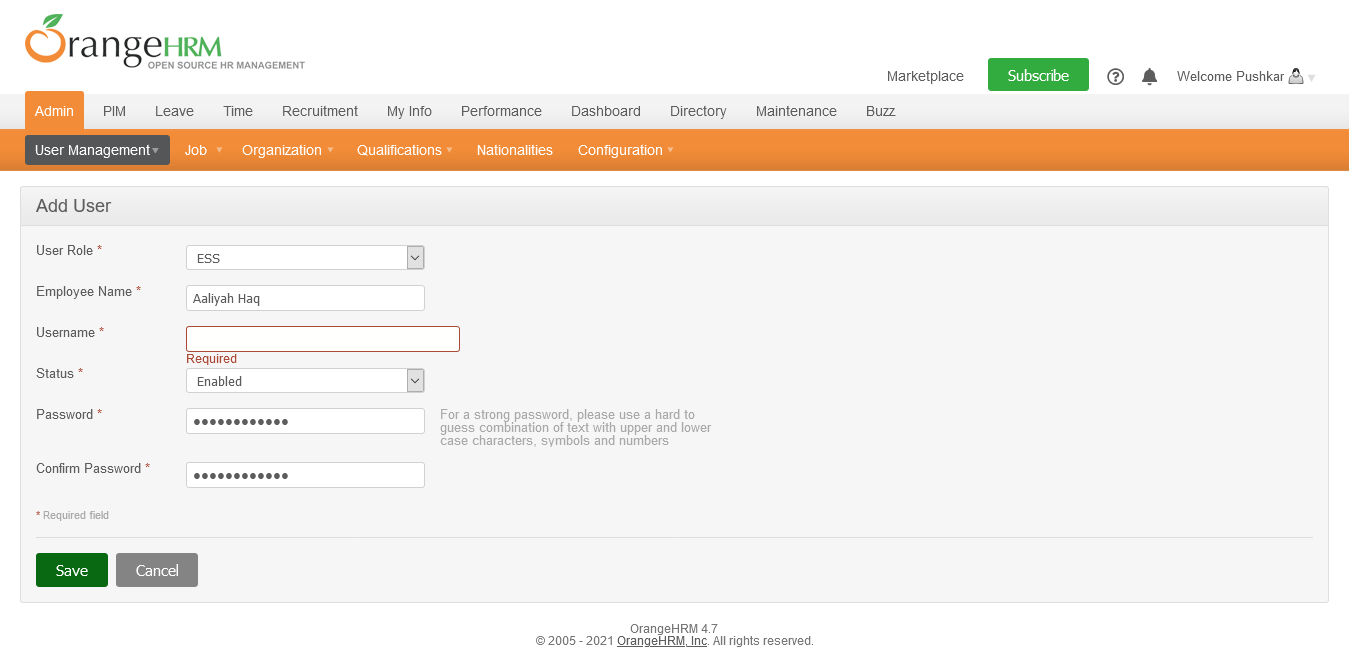 OrangeHRM
OPEN SOURCE HR MANAGEMENT
Marketplace Subscribe Welcome Pushkar
Admin PIM Leave Time Recruitment My Info Performance Dashboard Directory Maintenance Buzz
User Management Job Organization Qualifications Nationalities Configuration
Add User
User Role * ESS
Employee Name * Aaliyah Haq
Username *
Required
Status * Enabled
Password * ●●●●●●●●●●●● For a strong password, please use a hard to
guess combination of text with upper and lower
case characters, symbols and numbers
Confirm Password * ●●●●●●●●●●●●
* Required field
Save Cancel
OrangeHRM 4.7
© 2005 - 2021 OrangeHRM, Inc. All rights reserved.